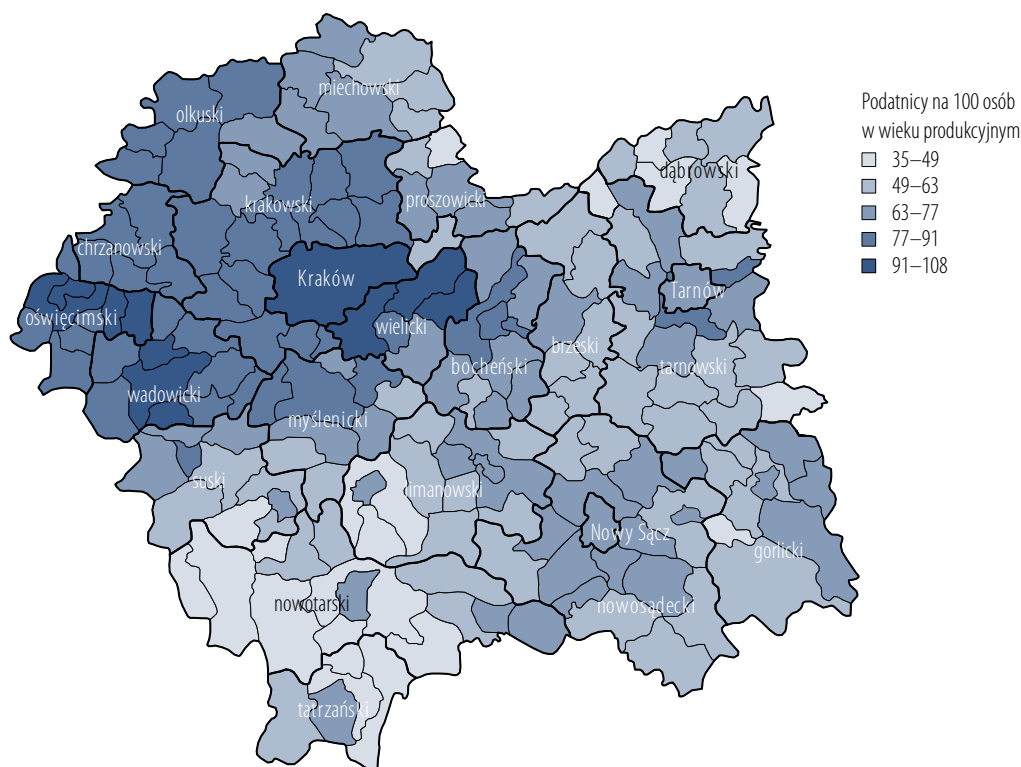 miechowski
olkuski
krakowski
proszowicki
dąbrowski
chrzanowski
Kraków
Tarnów
oświęcimski
wielicki
brzeski
bocheński
tarnowski
wadowicki
myślenicki
suski
limanowski
Nowy Sącz
gorlicki
nowotarski
nowosądecki
tatrzański
Podatnicy na 100 osób
w wieku produkcyjnym
35–49
49–63
63–77
77–91
91–108